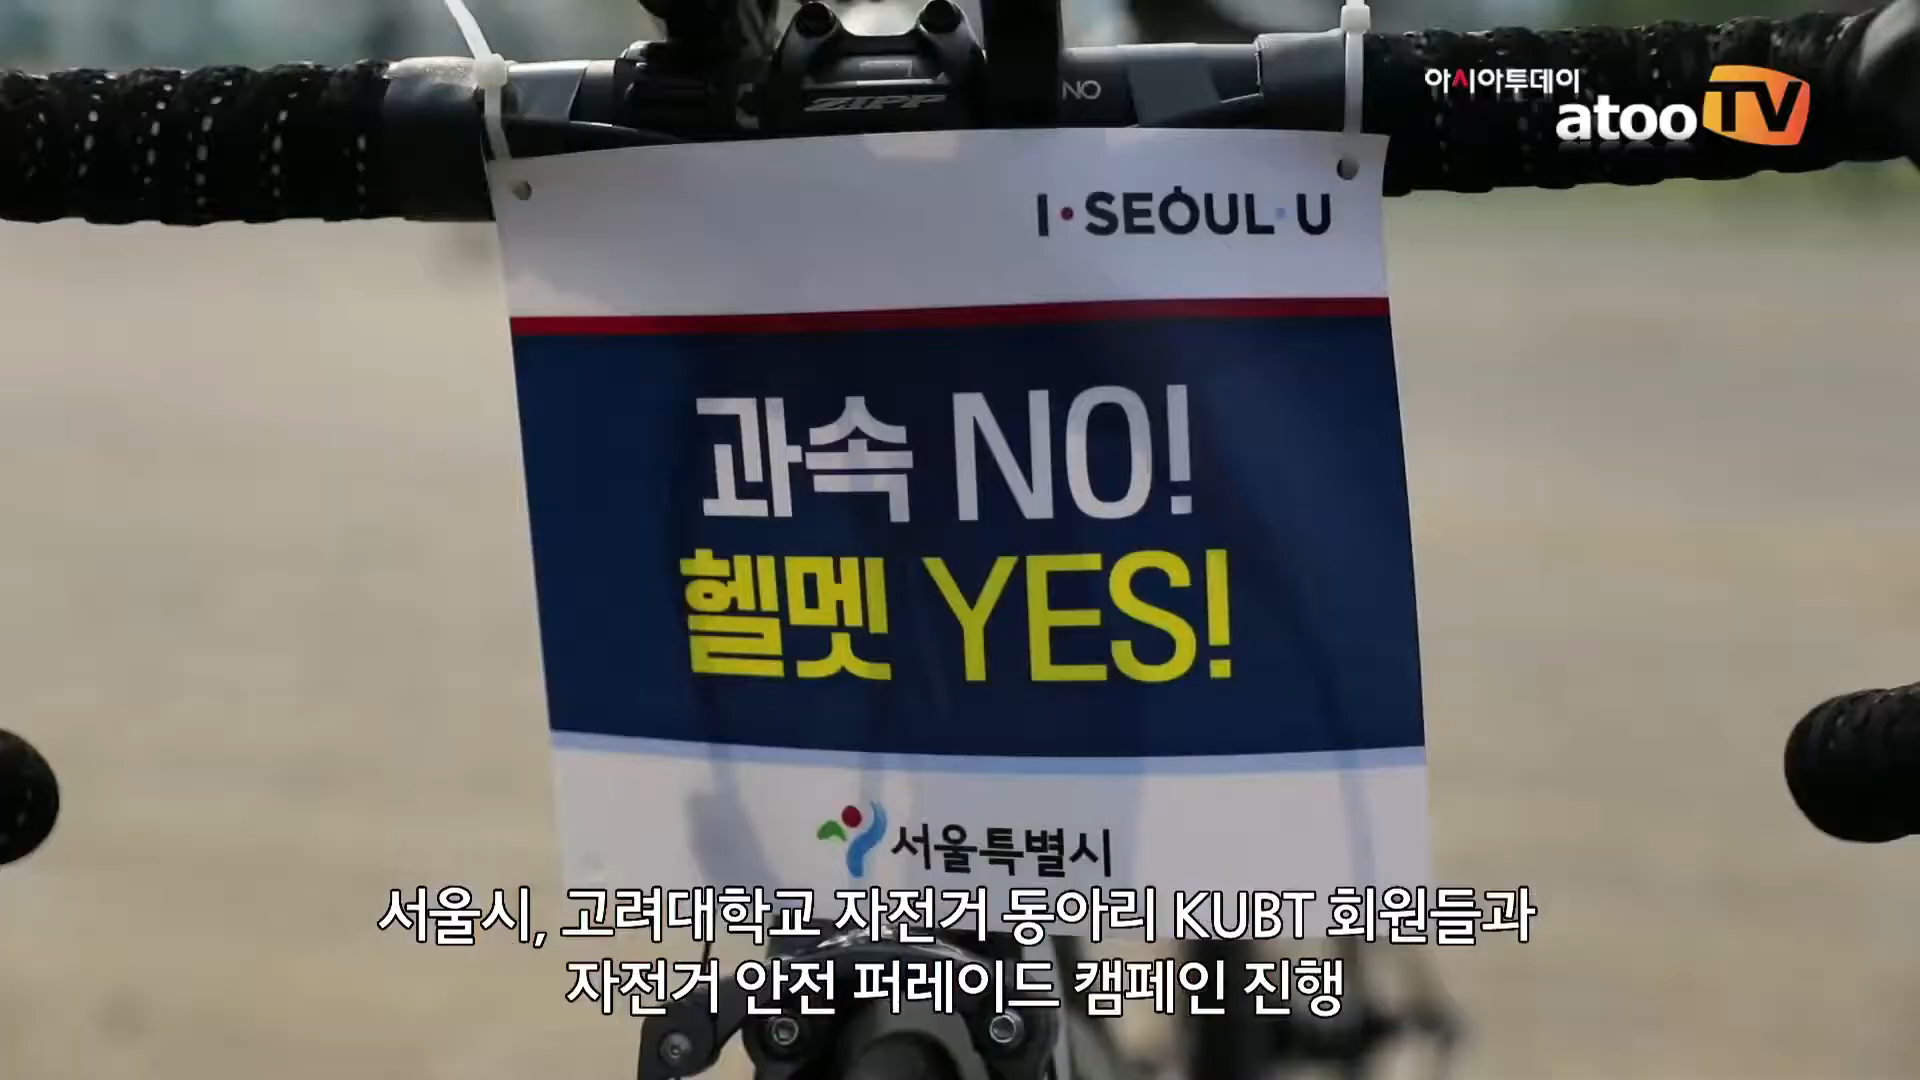 아시아투데이
atooTV
ZIPP
NO
I·SEOUL·U
과속 NO!
헬멧 YES!
서울특별시
서울시, 고려대학교 자전거 동아리 KUBT 회원들과
자전거 안전 퍼레이드 캠페인 진행